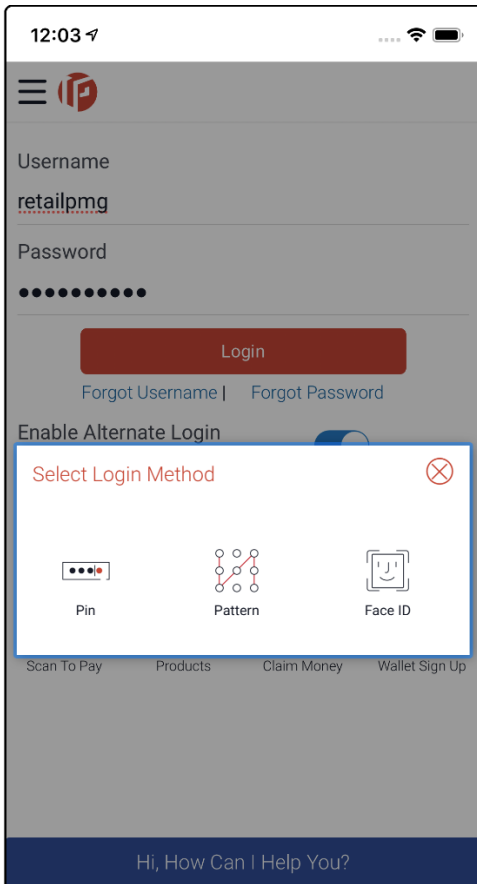 12:03
Username
retailpmg
Password
Login
Forgot Username | Forgot Password
Enable Alternate Login
Select Login Method
Pin Pattern Face ID
Scan To Pay Products Claim Money Wallet Sign Up
Hi, How Can I Help You?